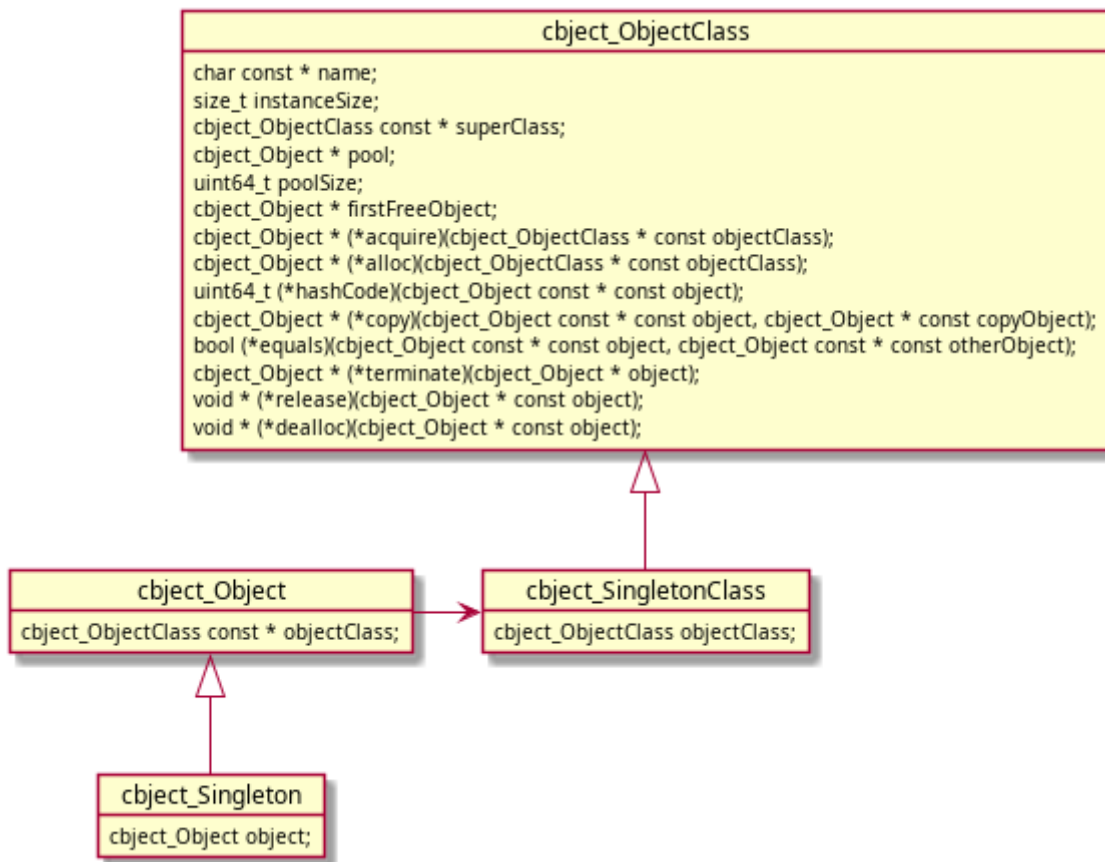 cbject_ObjectClass
char const * name;
size_t instanceSize;
cbject_ObjectClass const * superClass;
cbject_Object * pool;
uint64_t poolSize;
cbject_Object * firstFreeObject;
cbject_Object * (*acquire)(cbject_ObjectClass * const objectClass);
cbject_Object * (*alloc)(cbject_ObjectClass * const objectClass);
uint64_t (*hashCode)(cbject_Object const * const object);
cbject_Object * (*copy)(cbject_Object const * const object, cbject_Object * const copyObject);
bool (*equals)(cbject_Object const * const object, cbject_Object const * const otherObject);
cbject_Object * (*terminate)(cbject_Object * object);
void * (*release)(cbject_Object * const object);
void * (*dealloc)(cbject_Object * const object);
cbject_Object
cbject_ObjectClass const * objectClass;
cbject_SingletonClass
cbject_ObjectClass objectClass;
cbject_Singleton
cbject_Object object;